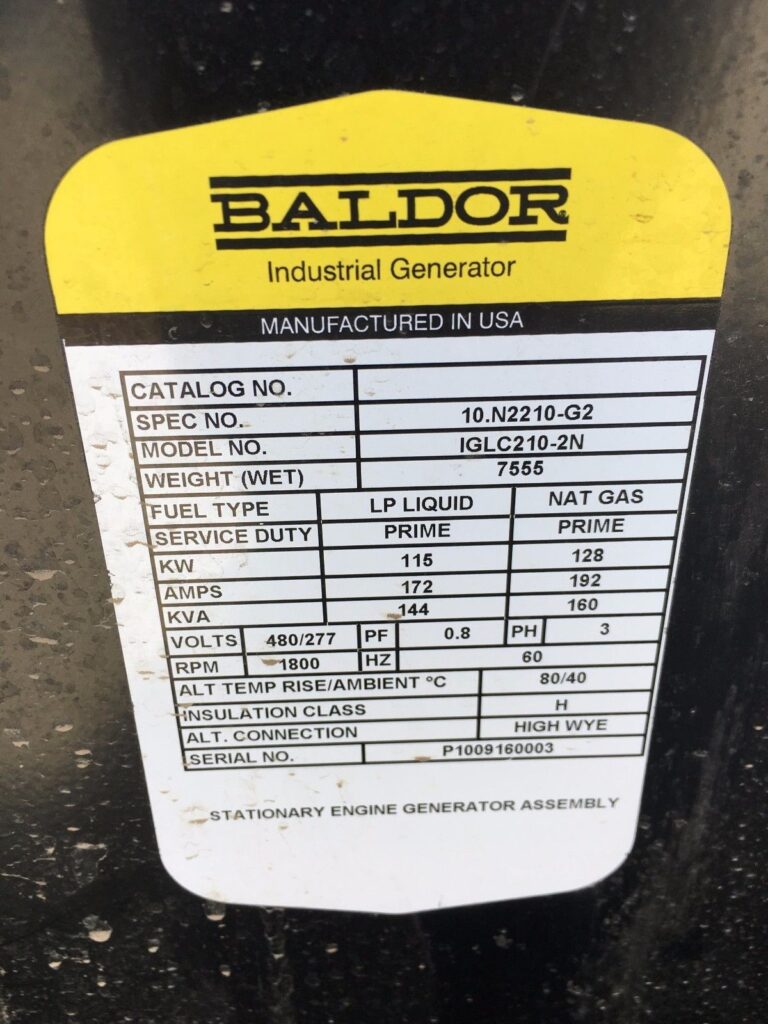 BALDOR
Industrial Generator
MANUFACTURED IN USA
CATALOG NO.
SPEC NO. 10.N2210-G2
MODEL NO. IGLC210-2N
WEIGHT (WET) 7555
FUEL TYPE LP LIQUID NAT GAS
SERVICE DUTY PRIME PRIME
KW 115 128
AMPS 172 192
KVA 144 160
VOLTS 480/277 PF 0.8 PH 3
RPM 1800 HZ 60
ALT TEMP RISE/AMBIENT °C 80/40
INSULATION CLASS H
ALT. CONNECTION HIGH WYE
SERIAL NO. P1009160003
STATIONARY ENGINE GENERATOR ASSEMBLY